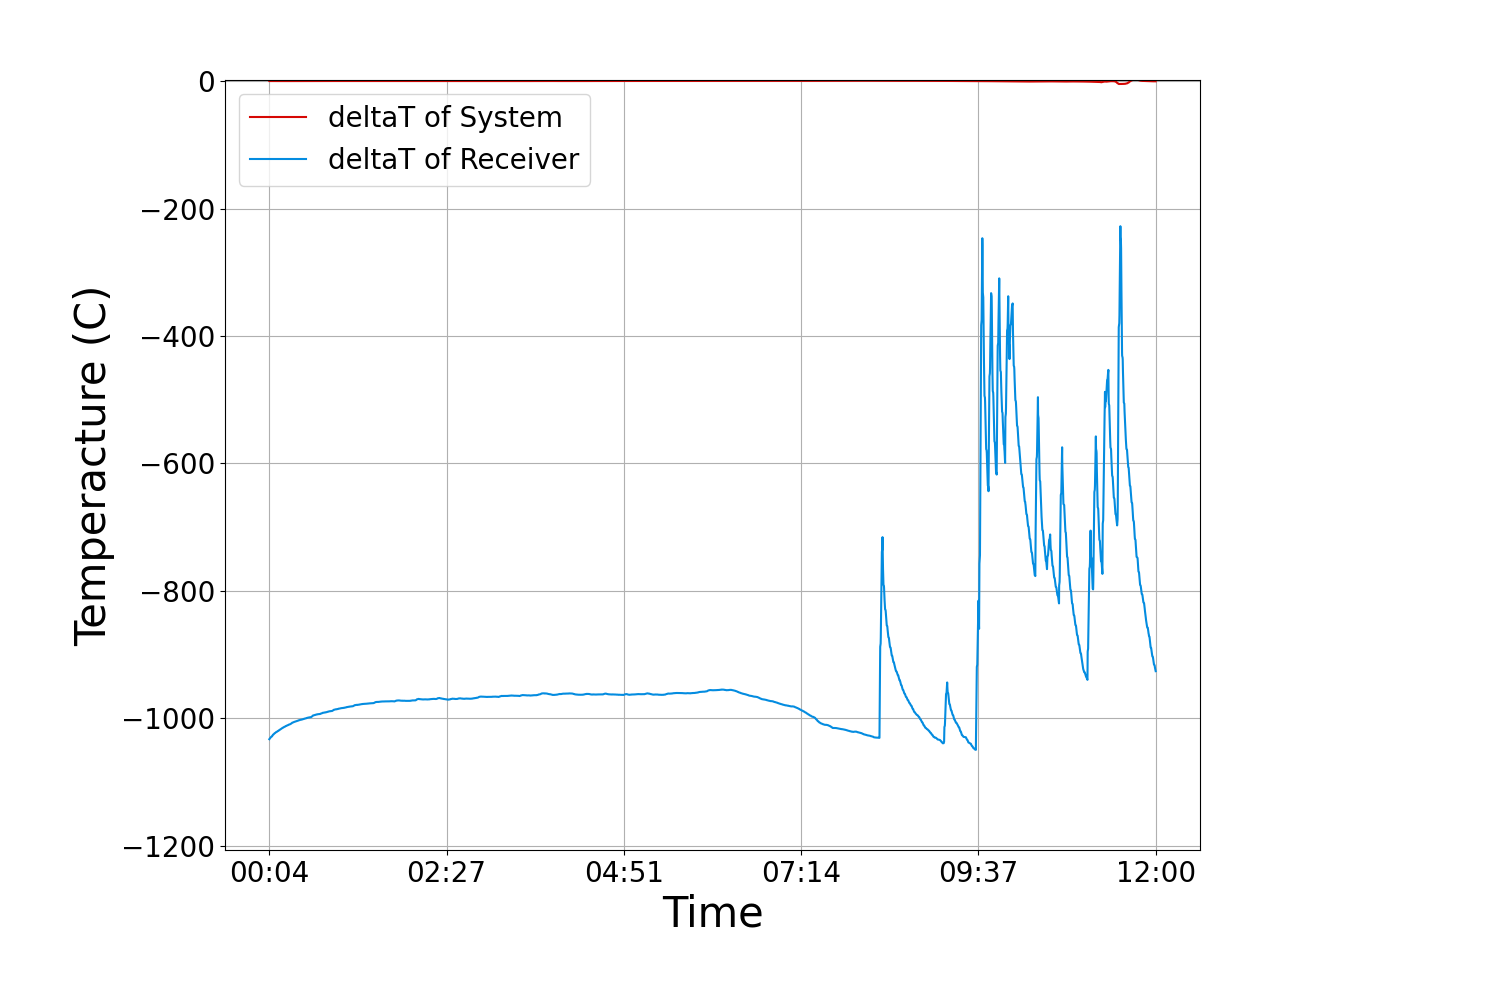 0
−200
−400
−600
−800
−1000
−1200
Temperacture (C)
deltaT of System
deltaT of Receiver
00:04 02:27 04:51 07:14 09:37 12:00
Time